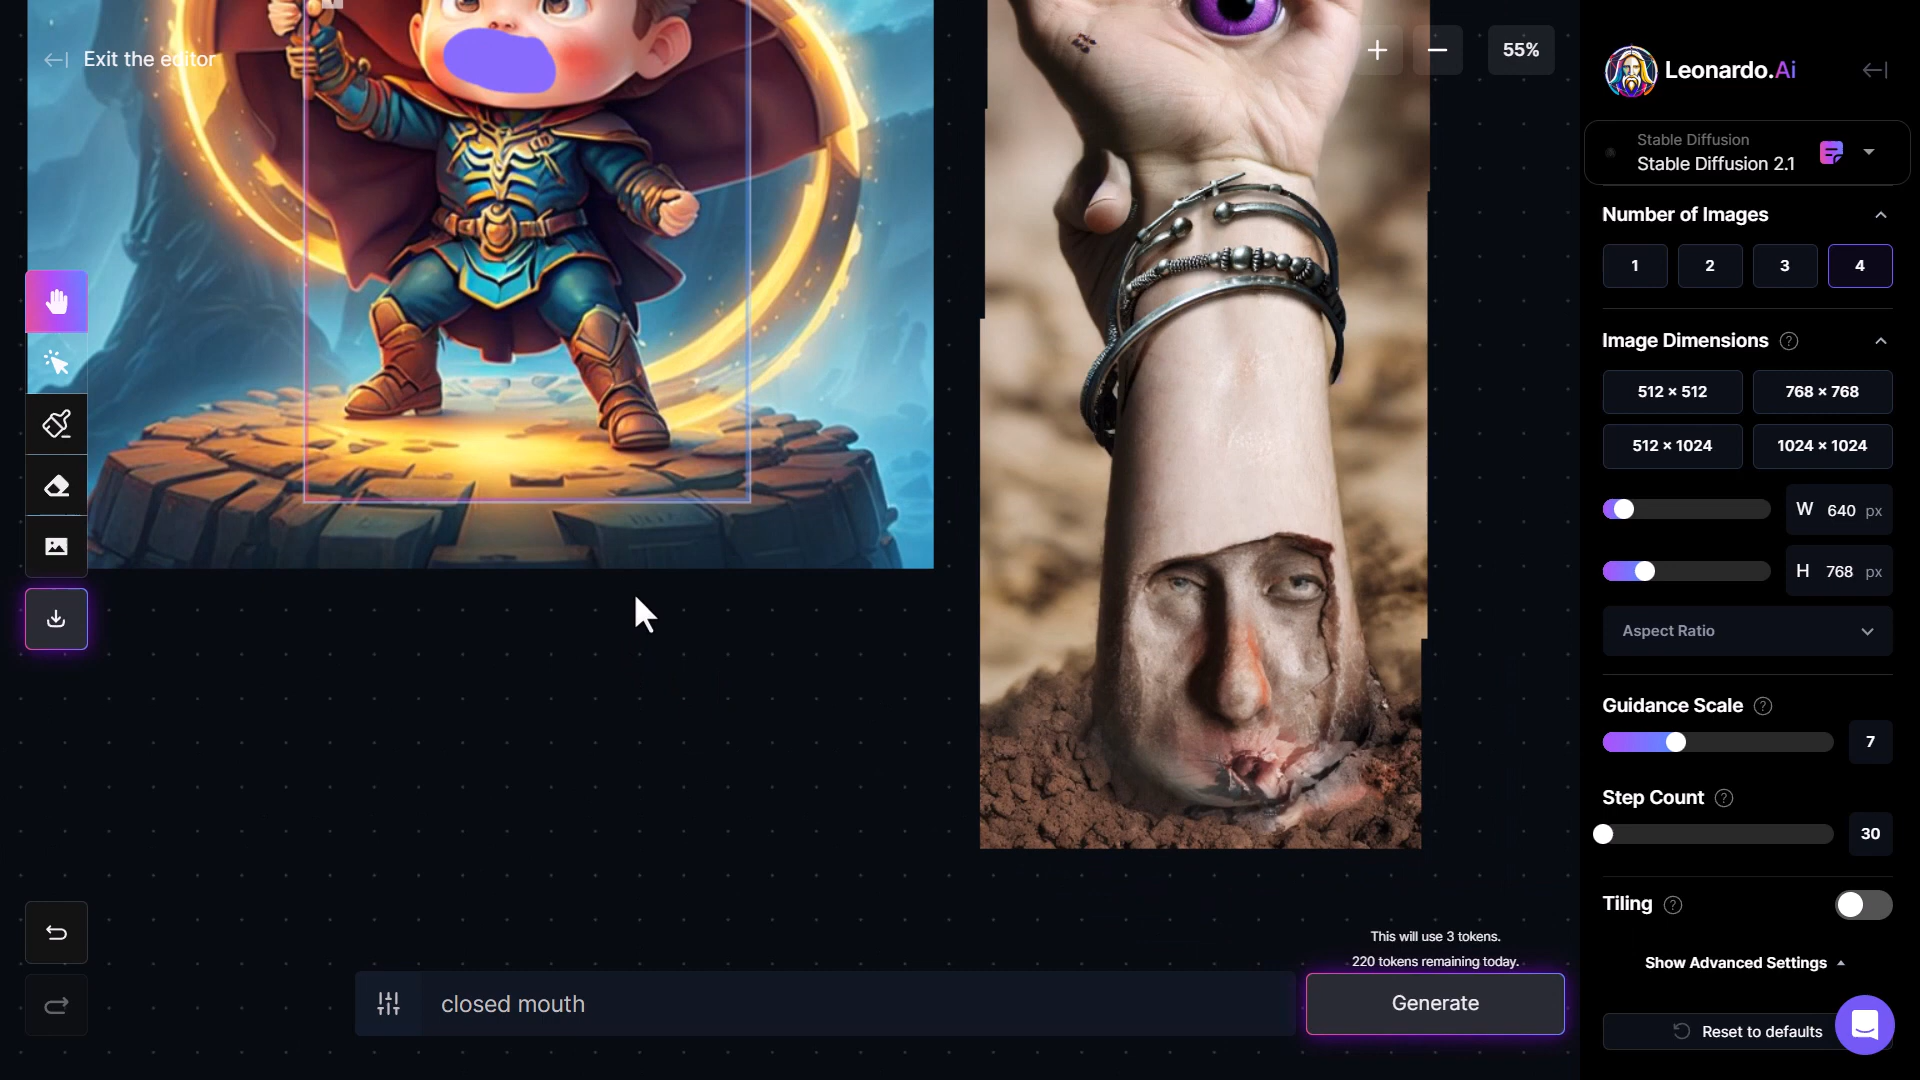 Exit the editor
55%
Leonardo.Ai
Stable Diffusion
Stable Diffusion 2.1
Number of Images
1 2 3 4
Image Dimensions ?
512 × 512 768 × 768
512 × 1024 1024 × 1024
W 640 px
H 768 px
Aspect Ratio
Guidance Scale ?
7
Step Count ?
30
Tiling ?
This will use 3 tokens.
220 tokens remaining today.
Show Advanced Settings
closed mouth
Generate
Reset to defaults